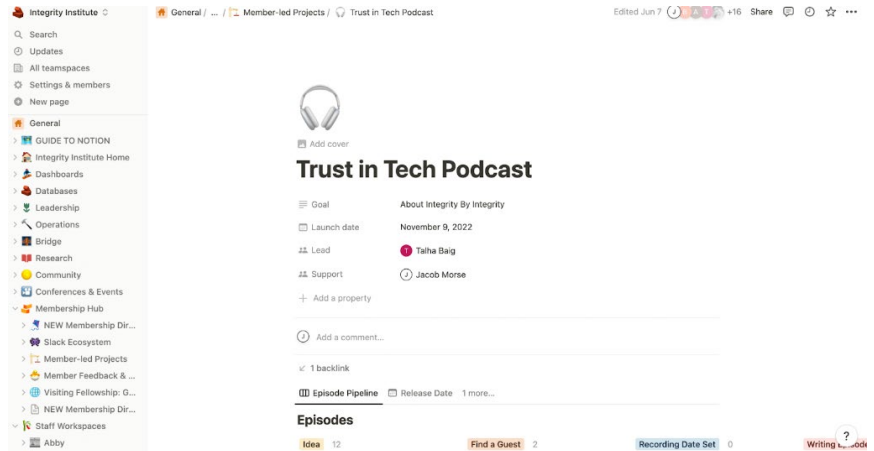 Integrity Institute
General / ... / Member-led Projects / Trust in Tech Podcast
Edited Jun 7
J
A
T
+16
Share
Search
Updates
All teamspaces
Settings & members
New page
General
GUIDE TO NOTION
Integrity Institute Home
Dashboards
Databases
Leadership
Operations
Bridge
Research
Community
Conferences & Events
Membership Hub
NEW Membership Dir...
Slack Ecosystem
Member-led Projects
Member Feedback & ...
Visiting Fellowship: G...
NEW Membership Dir...
Staff Workspaces
Abby
Add cover
Trust in Tech Podcast
Goal About Integrity By Integrity
Launch date November 9, 2022
Lead T Talha Baig
Support J Jacob Morse
Add a property
J Add a comment...
1 backlink
Episode Pipeline Release Date 1 more...
Episodes
Idea 12 Find a Guest 2 Recording Date Set 0 Writing Episode
?